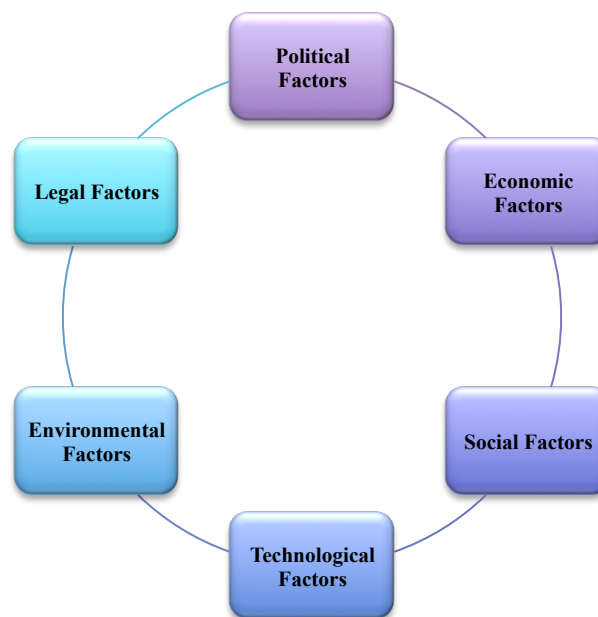 Political
Factors
Economic
Factors
Social Factors
Technological
Factors
Environmental
Factors
Legal Factors